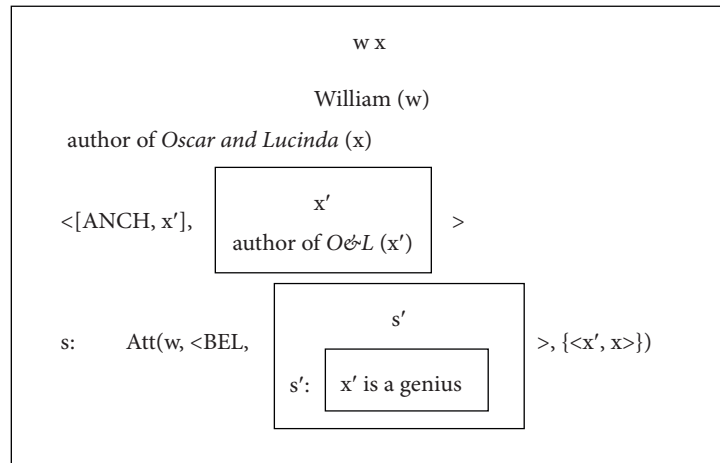 w x
William (w)
author of Oscar and Lucinda (x)
x′
<[ANCH, x′], >
author of O&L (x′)
s′
s: Att(w, <BEL, >, {<x′, x>})
s′: x′ is a genius